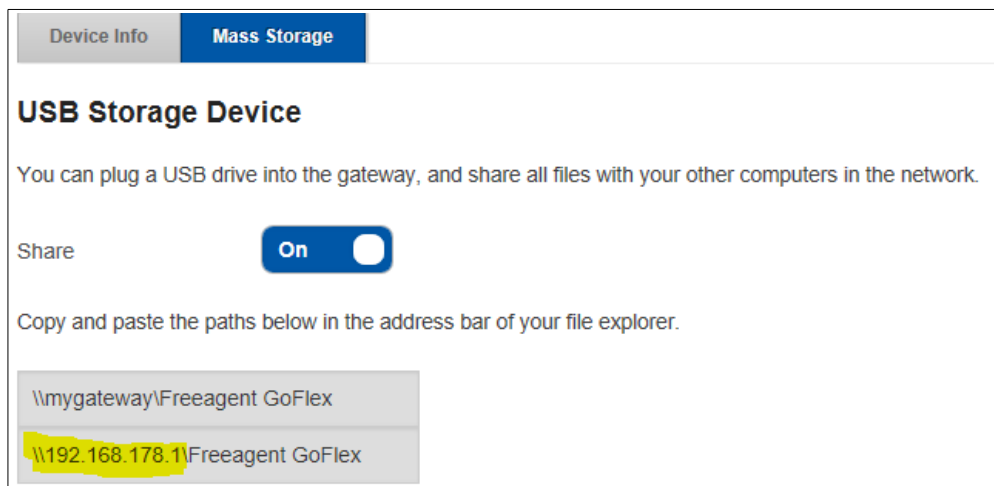 Device Info Mass Storage
USB Storage Device
You can plug a USB drive into the gateway, and share all files with your other computers in the network.
Share On
Copy and paste the paths below in the address bar of your file explorer.
\\mygateway\Freeagent GoFlex
\\192.168.178.1\Freeagent GoFlex